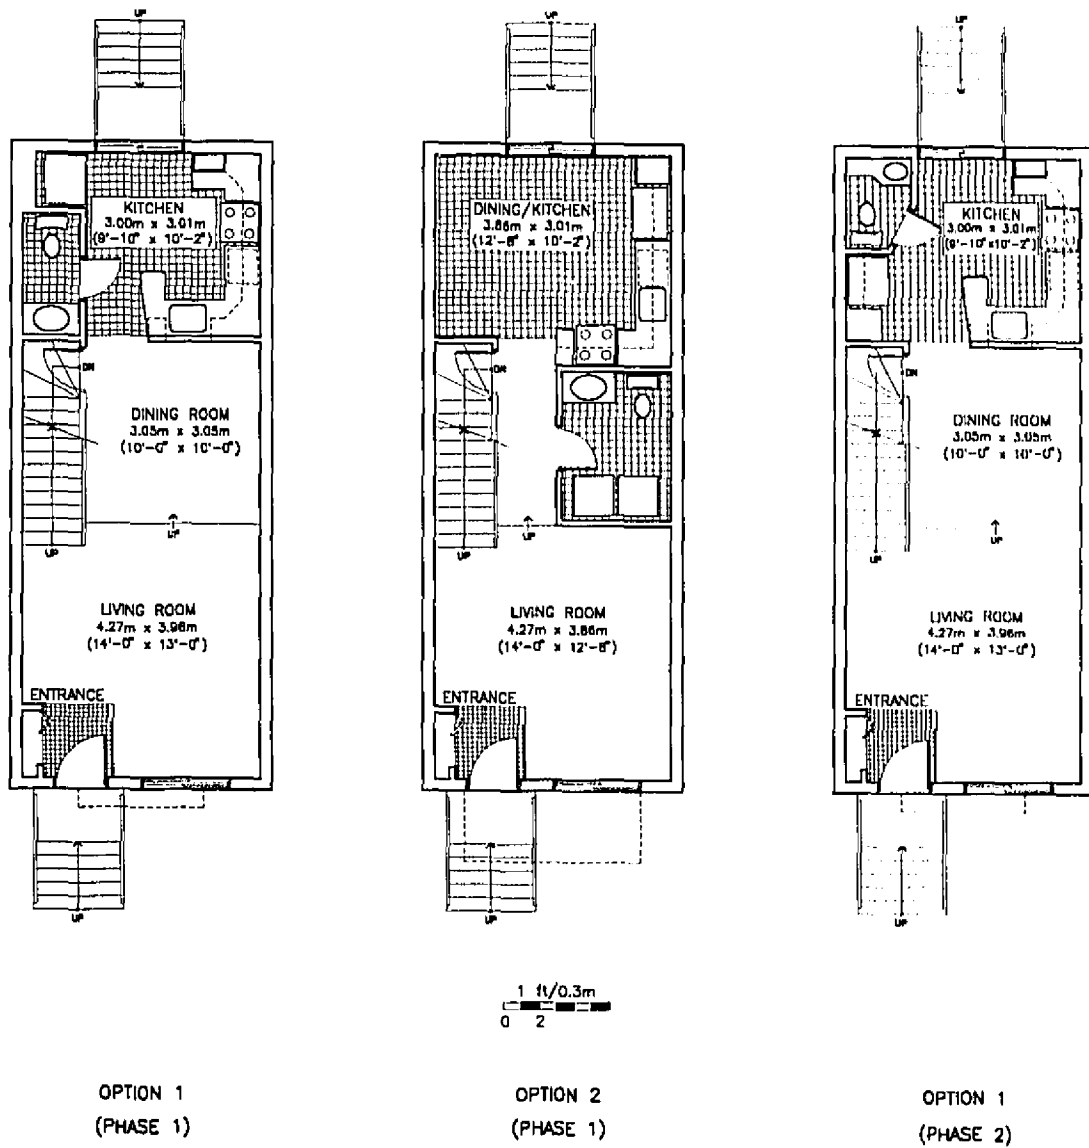 UP
KITCHEN
3.00m x 3.01m
(9'-10" x 10'-2")
DN
DINING ROOM
3.05m x 3.05m
(10'-0" x 10'-0")
UP
UP
LIVING ROOM
4.27m x 3.96m
(14'-0" x 13'-0")
ENTRANCE
UP
OPTION 1
(PHASE 1)
UP
DINING/KITCHEN
3.86m x 3.01m
(12'-8" x 10'-2")
DN
UP
UP
LIVING ROOM
4.27m x 3.86m
(14'-0" x 12'-8")
ENTRANCE
UP
1 ft/0.3m
0 2
OPTION 2
(PHASE 1)
UP
KITCHEN
3.00m x 3.01m
(9'-10" x 10'-2")
DN
DINING ROOM
3.05m x 3.05m
(10'-0" x 10'-0")
UP
UP
LIVING ROOM
4.27m x 3.96m
(14'-0" x 13'-0")
ENTRANCE
UP
OPTION 1
(PHASE 2)